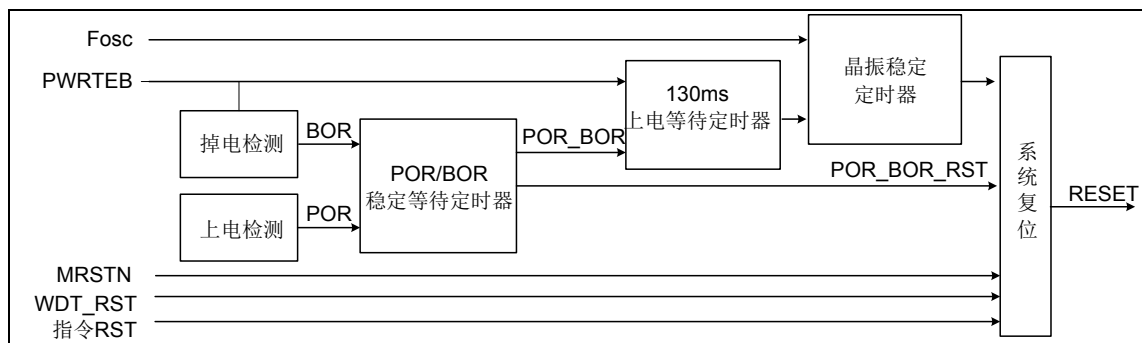 Fosc
PWRTEB
掉电检测
BOR
上电检测
POR
POR/BOR
稳定等待定时器
POR_BOR
130ms
上电等待定时器
晶振稳定
定时器
POR_BOR_RST
系统复位
RESET
MRSTN
WDT_RST
指令RST